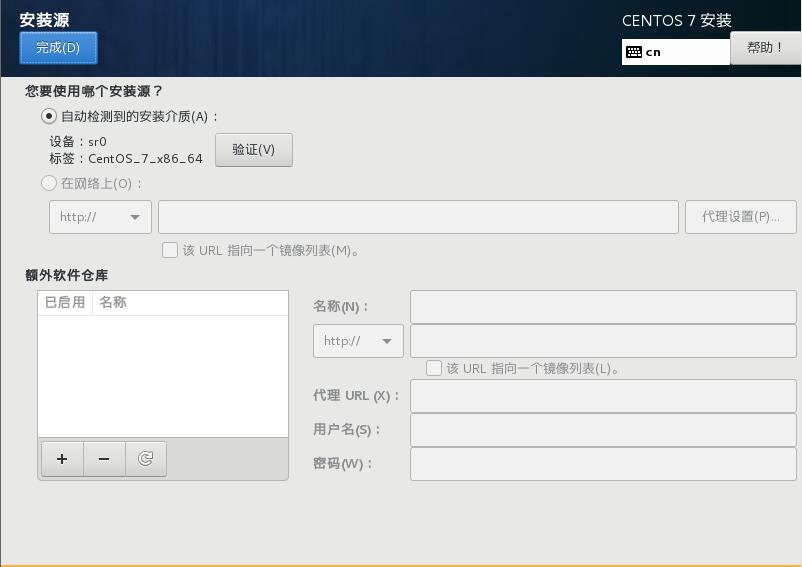 安装源
CENTOS 7 安装
完成(D)
cn
帮助！
您要使用哪个安装源？
自动检测到的安装介质(A)：
设备：sr0
标签：CentOS_7_x86_64
验证(V)
在网络上(O)：
http://
代理设置(P)...
该 URL 指向一个镜像列表(M)。
额外软件仓库
已启用 名称
名称(N)：
http://
该 URL 指向一个镜像列表(L)。
代理 URL (X)：
用户名(S)：
密码(W)：